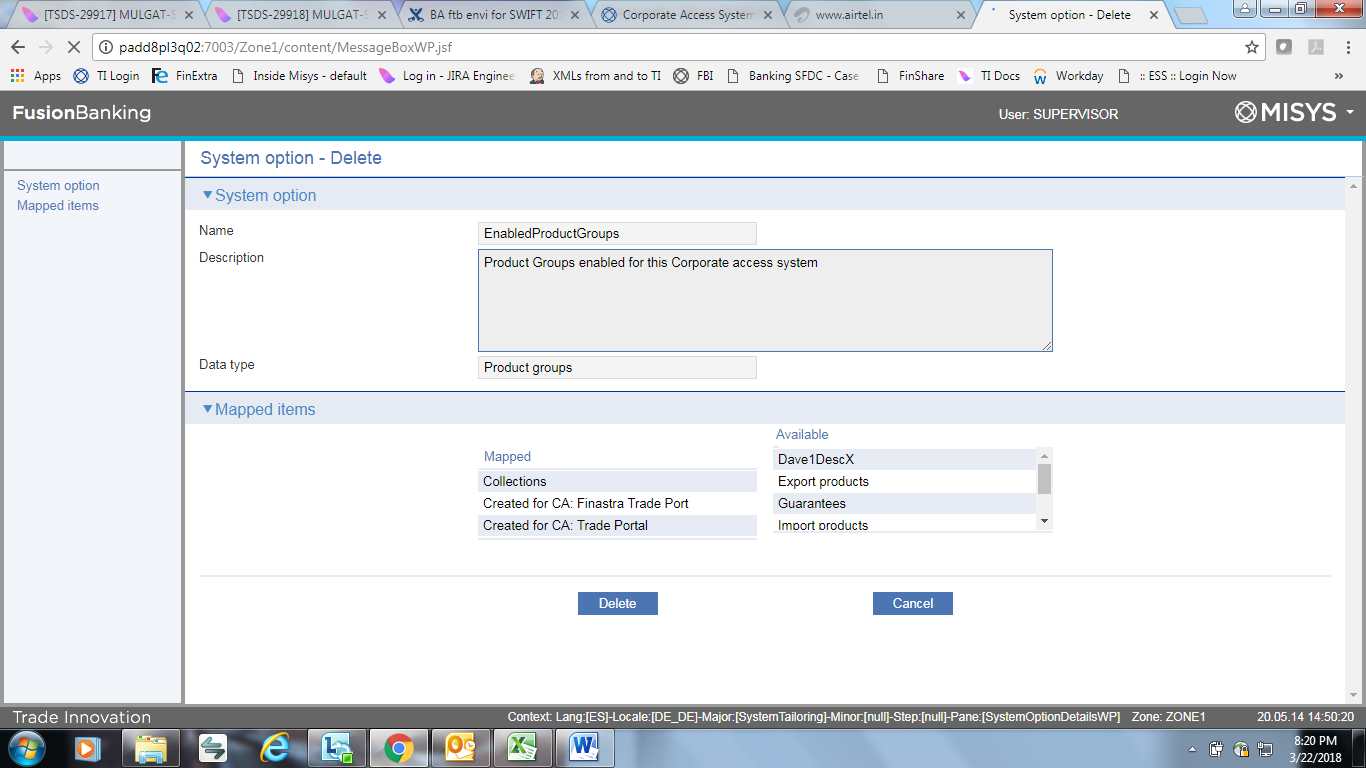 [TSDS-29917] MULGAT-S
[TSDS-29918] MULGAT-S
BA ftb envi for SWIFT 20
Corporate Access System
www.airtel.in
System option - Delete
padd8pl3q02:7003/Zone1/content/MessageBoxWP.jsf
Apps TI Login FinExtra Inside Misys - default Log in - JIRA Enginee XMLs from and to TI FBI Banking SFDC - Case FinShare TI Docs Workday :: ESS :: Login Now »
FusionBanking
User: SUPERVISOR
MISYS
System option
Mapped items
System option - Delete
System option
Name
EnabledProductGroups
Description
Product Groups enabled for this Corporate access system
Data type
Product groups
Mapped items
Mapped
Collections
Created for CA: Finastra Trade Port
Created for CA: Trade Portal
Available
Dave1DescX
Export products
Guarantees
Import products
Delete
Cancel
Trade Innovation
Context: Lang:[ES]-Locale:[DE_DE]-Major:[SystemTailoring]-Minor:[null]-Step:[null]-Pane:[SystemOptionDetailsWP] Zone: ZONE1 20.05.14 14:50:20
8:20 PM
3/22/2018